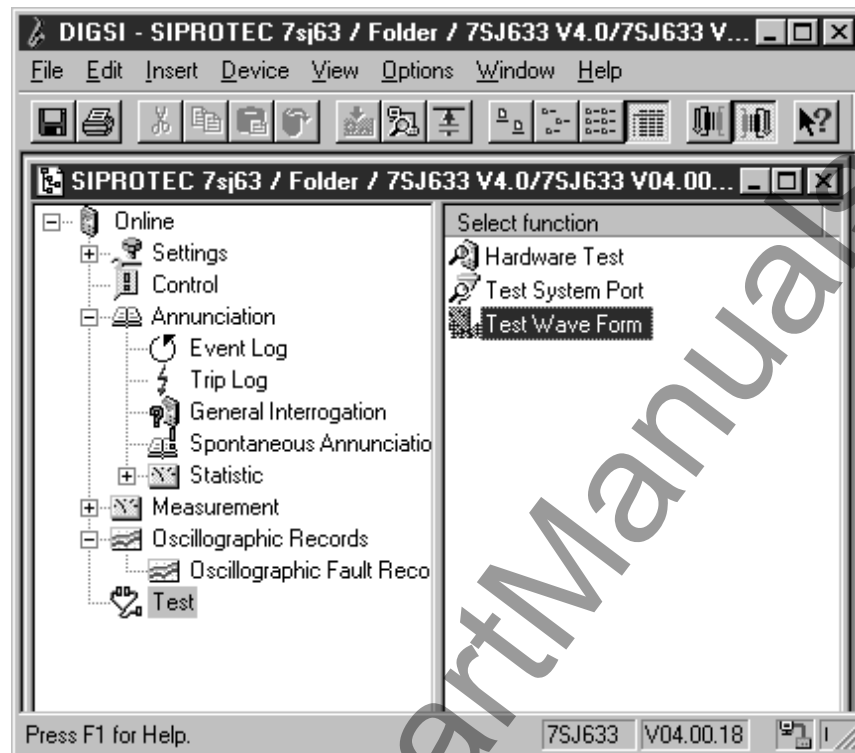 DIGSI - SIPROTEC 7sj63 / Folder / 7SJ633 V4.0/7SJ633 V...
File Edit Insert Device View Options Window Help
SIPROTEC 7sj63 / Folder / 7SJ633 V4.0/7SJ633 V04.00...
Online
Settings
Control
Annunciation
Event Log
Trip Log
General Interrogation
Spontaneous Annunciatio
Statistic
Measurement
Oscillographic Records
Oscillographic Fault Reco
Test
Select function
Hardware Test
Test System Port
Test Wave Form
Press F1 for Help.
7SJ633 V04.00.18
artManuals